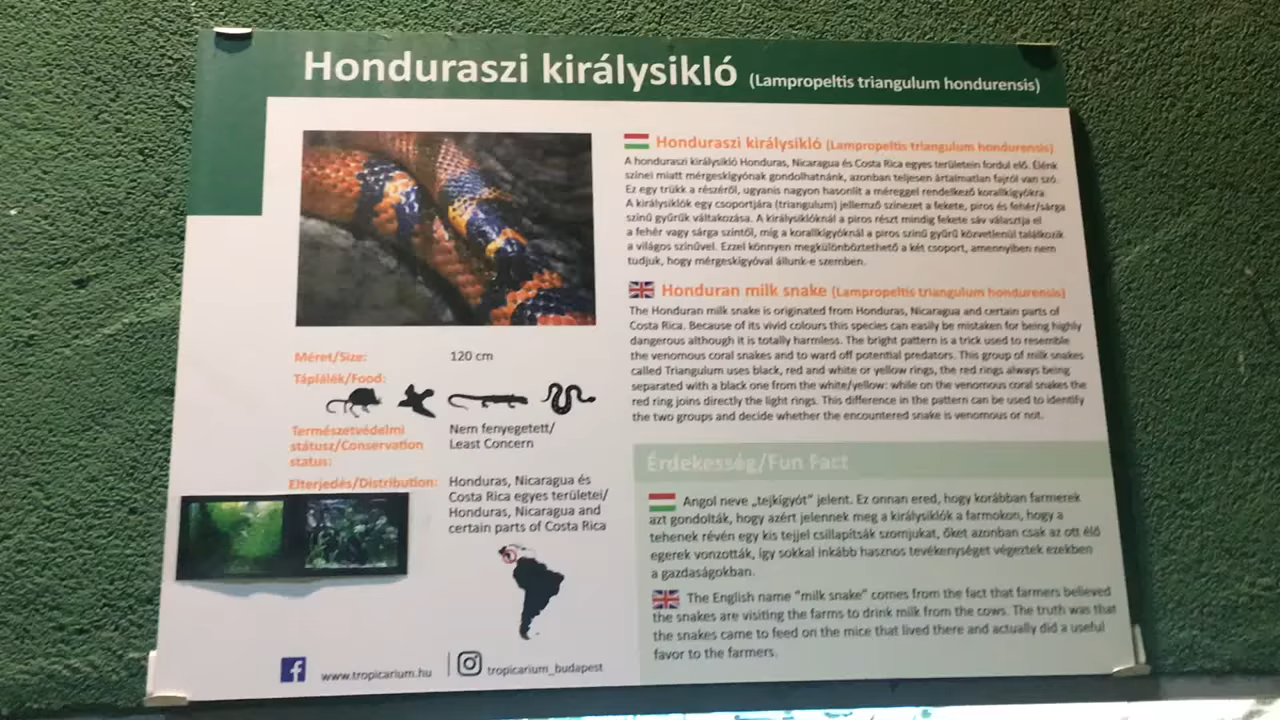 Honduraszi királysikló (Lampropeltis triangulum hondurensis)
Honduraszi királysikló (Lampropeltis triangulum hondurensis)
A honduraszi királysikló Honduras, Nicaragua és Costa Rica egyes területein fordul elő. Élénk
színei miatt mérgeskígyónak gondolhatnánk, azonban teljesen ártalmatlan fajról van szó.
Ez egy trükk a részéről, ugyanis nagyon hasonlít a méreggel rendelkező korallkígyókra.
A királysiklók egy csoportjára (triangulum) jellemző színezet a fekete, piros és fehér/sárga
színű gyűrűk váltakozása. A királysiklóknál a piros részt mindig fekete sáv választja el
a fehér vagy sárga színtől, míg a korallkígyóknál a piros színű gyűrű közvetlenül találkozik
a világos színűvel. Ezzel könnyen megkülönböztethető a két csoport, amennyiben nem
tudjuk, hogy mérgeskígyóval állunk-e szemben.
Honduran milk snake (Lampropeltis triangulum hondurensis)
The Honduran milk snake is originated from Honduras, Nicaragua and certain parts of
Costa Rica. Because of its vivid colours this species can easily be mistaken for being highly
dangerous although it is totally harmless. The bright pattern is a trick used to resemble
the venomous coral snakes and to ward off potential predators. This group of milk snakes
called Triangulum uses black, red and white or yellow rings, the red rings always being
separated with a black one from the white/yellow: while on the venomous coral snakes the
red ring joins directly the light rings. This difference in the pattern can be used to identify
the two groups and decide whether the encountered snake is venomous or not.
Méret/Size: 120 cm
Táplálék/Food:
Természetvédelmi
státusz/Conservation
status:
Nem fenyegetett/
Least Concern
Elterjedés/Distribution:
Honduras, Nicaragua és
Costa Rica egyes területei/
Honduras, Nicaragua and
certain parts of Costa Rica
Érdekesség/Fun Fact
Angol neve „tejkígyót" jelent. Ez onnan ered, hogy korábban farmerek
azt gondolták, hogy azért jelennek meg a királysiklók a farmokon, hogy a
tehenek révén egy kis tejjel csillapítsák szomjukat, őket azonban csak az ott élő
egerek vonzották, így sokkal inkább hasznos tevékenységet végeztek ezekben
a gazdaságokban.
The English name "milk snake" comes from the fact that farmers believed
the snakes are visiting the farms to drink milk from the cows. The truth was that
the snakes came to feed on the mice that lived there and actually did a useful
favor to the farmers.
www.tropicarium.hu
tropicarium_budapest